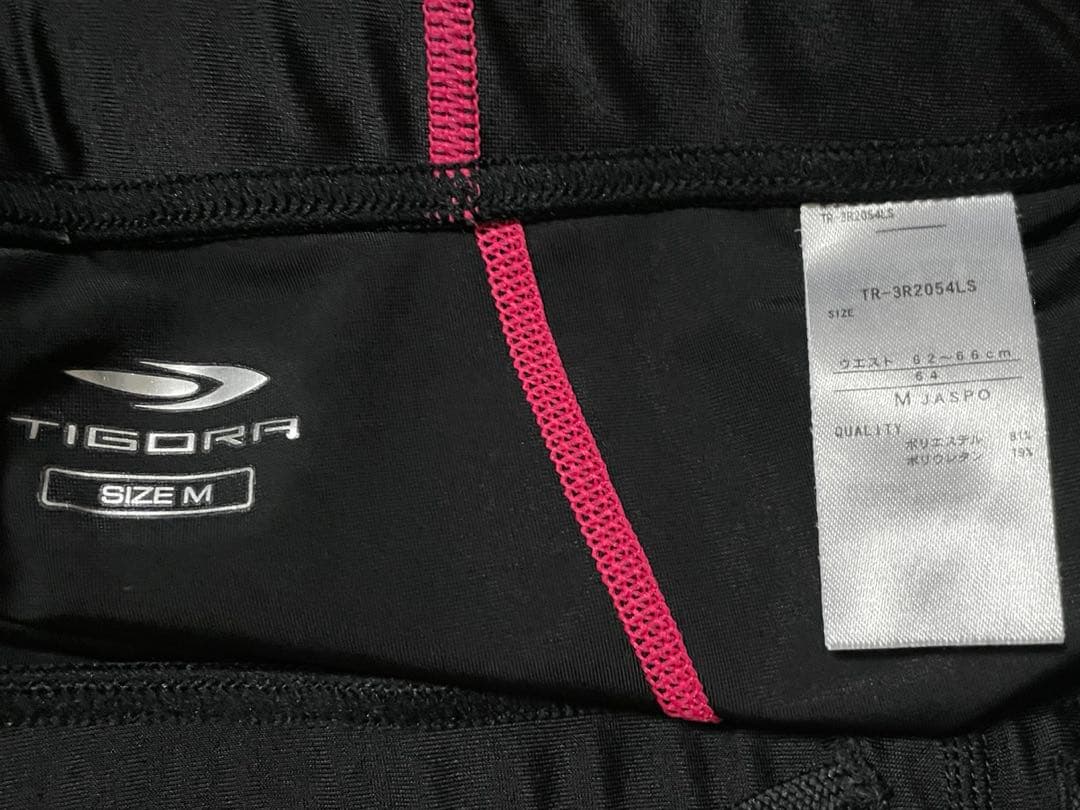 TIGORA
SIZE M
TR-3R2054LS
TR-3R2054LS
SIZE
ウエスト 62～66cm
64
M JASPO
QUALITY
ポリエステル 81%
ポリウレタン 19%